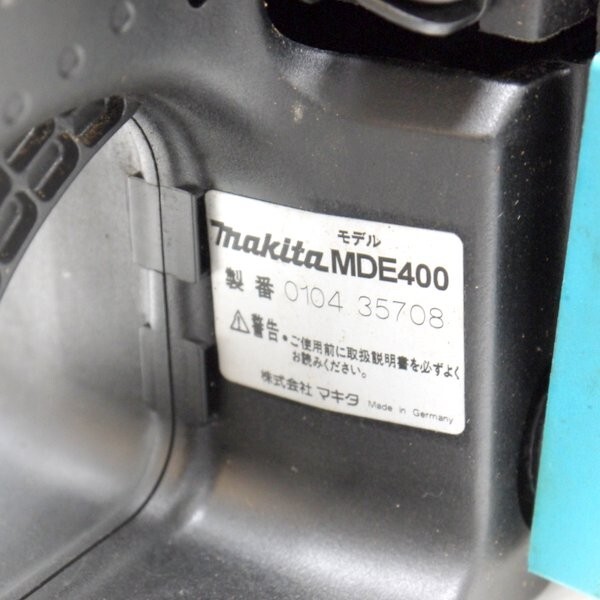 モデル
makita MDE400
製番 0104 35708
⚠警告・ご使用前に取扱説明書を必ずよく
お読みください。
株式会社 マキタ Made in Germany